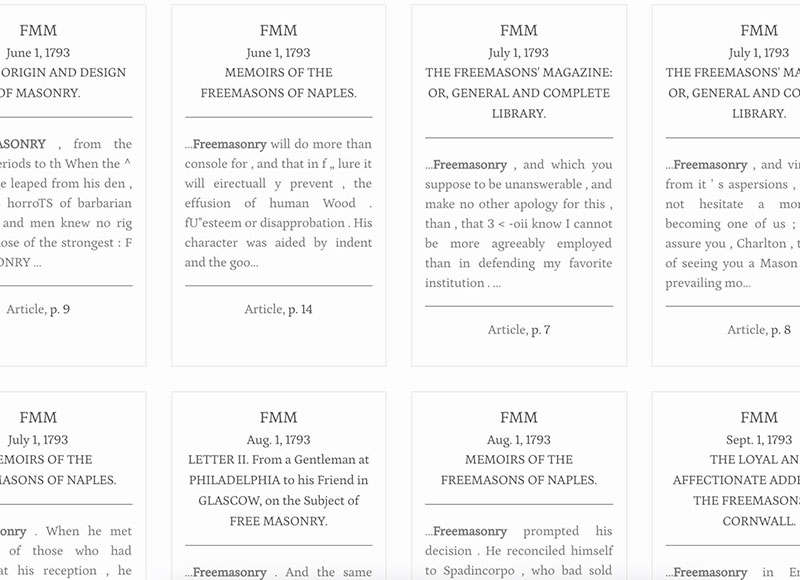 FMM
June 1, 1793
ORIGIN AND DESIGN
OF MASONRY.
ASONRY , from the
eriods to th When the ^
e leaped from his den ,
horroTS of barbarian
and men knew no rig
ose of the strongest : F
ONRY ...
Article, p. 9
FMM
June 1, 1793
MEMOIRS OF THE
FREEMASONS OF NAPLES.
...Freemasonry will do more than
console for , and that in f „ lure it
will eirectuall y prevent , the
effusion of human Wood .
fU"esteem or disapprobation . His
character was aided by indent
and the goo...
Article, p. 14
FMM
July 1, 1793
THE FREEMASONS' MAGAZINE:
OR, GENERAL AND COMPLETE
LIBRARY.
...Freemasonry , and which you
suppose to be unanswerable , and
make no other apology for this ,
than , that 3 < -oii know I cannot
be more agreeably employed
than in defending my favorite
institution . ...
Article, p. 7
FMM
July 1, 1793
THE FREEMASONS' MA
OR, GENERAL AND CO
LIBRARY.
...Freemasonry , and vin
from it ' s aspersions ,
not hesitate a mo
becoming one of us ;
assure you , Charlton , t
of seeing you a Mason
prevailing mo...
Article, p. 8
FMM
July 1, 1793
EMOIRS OF THE
ASONS OF NAPLES.
onry . When he met
of those who had
at his reception , he
FMM
Aug. 1, 1793
LETTER II. From a Gentleman at
PHILADELPHIA to his Friend in
GLASCOW, on the Subject of
FREE MASONRY.
...Freemasonry . And the same
FMM
Aug. 1, 1793
MEMOIRS OF THE
FREEMASONS OF NAPLES.
...Freemasonry prompted his
decision . He reconciled himself
to Spadincorpo , who bad sold
FMM
Sept. 1, 1793
THE LOYAL AN
AFFECTIONATE ADD
THE FREEMASON
CORNWALL.
...Freemasonry in En